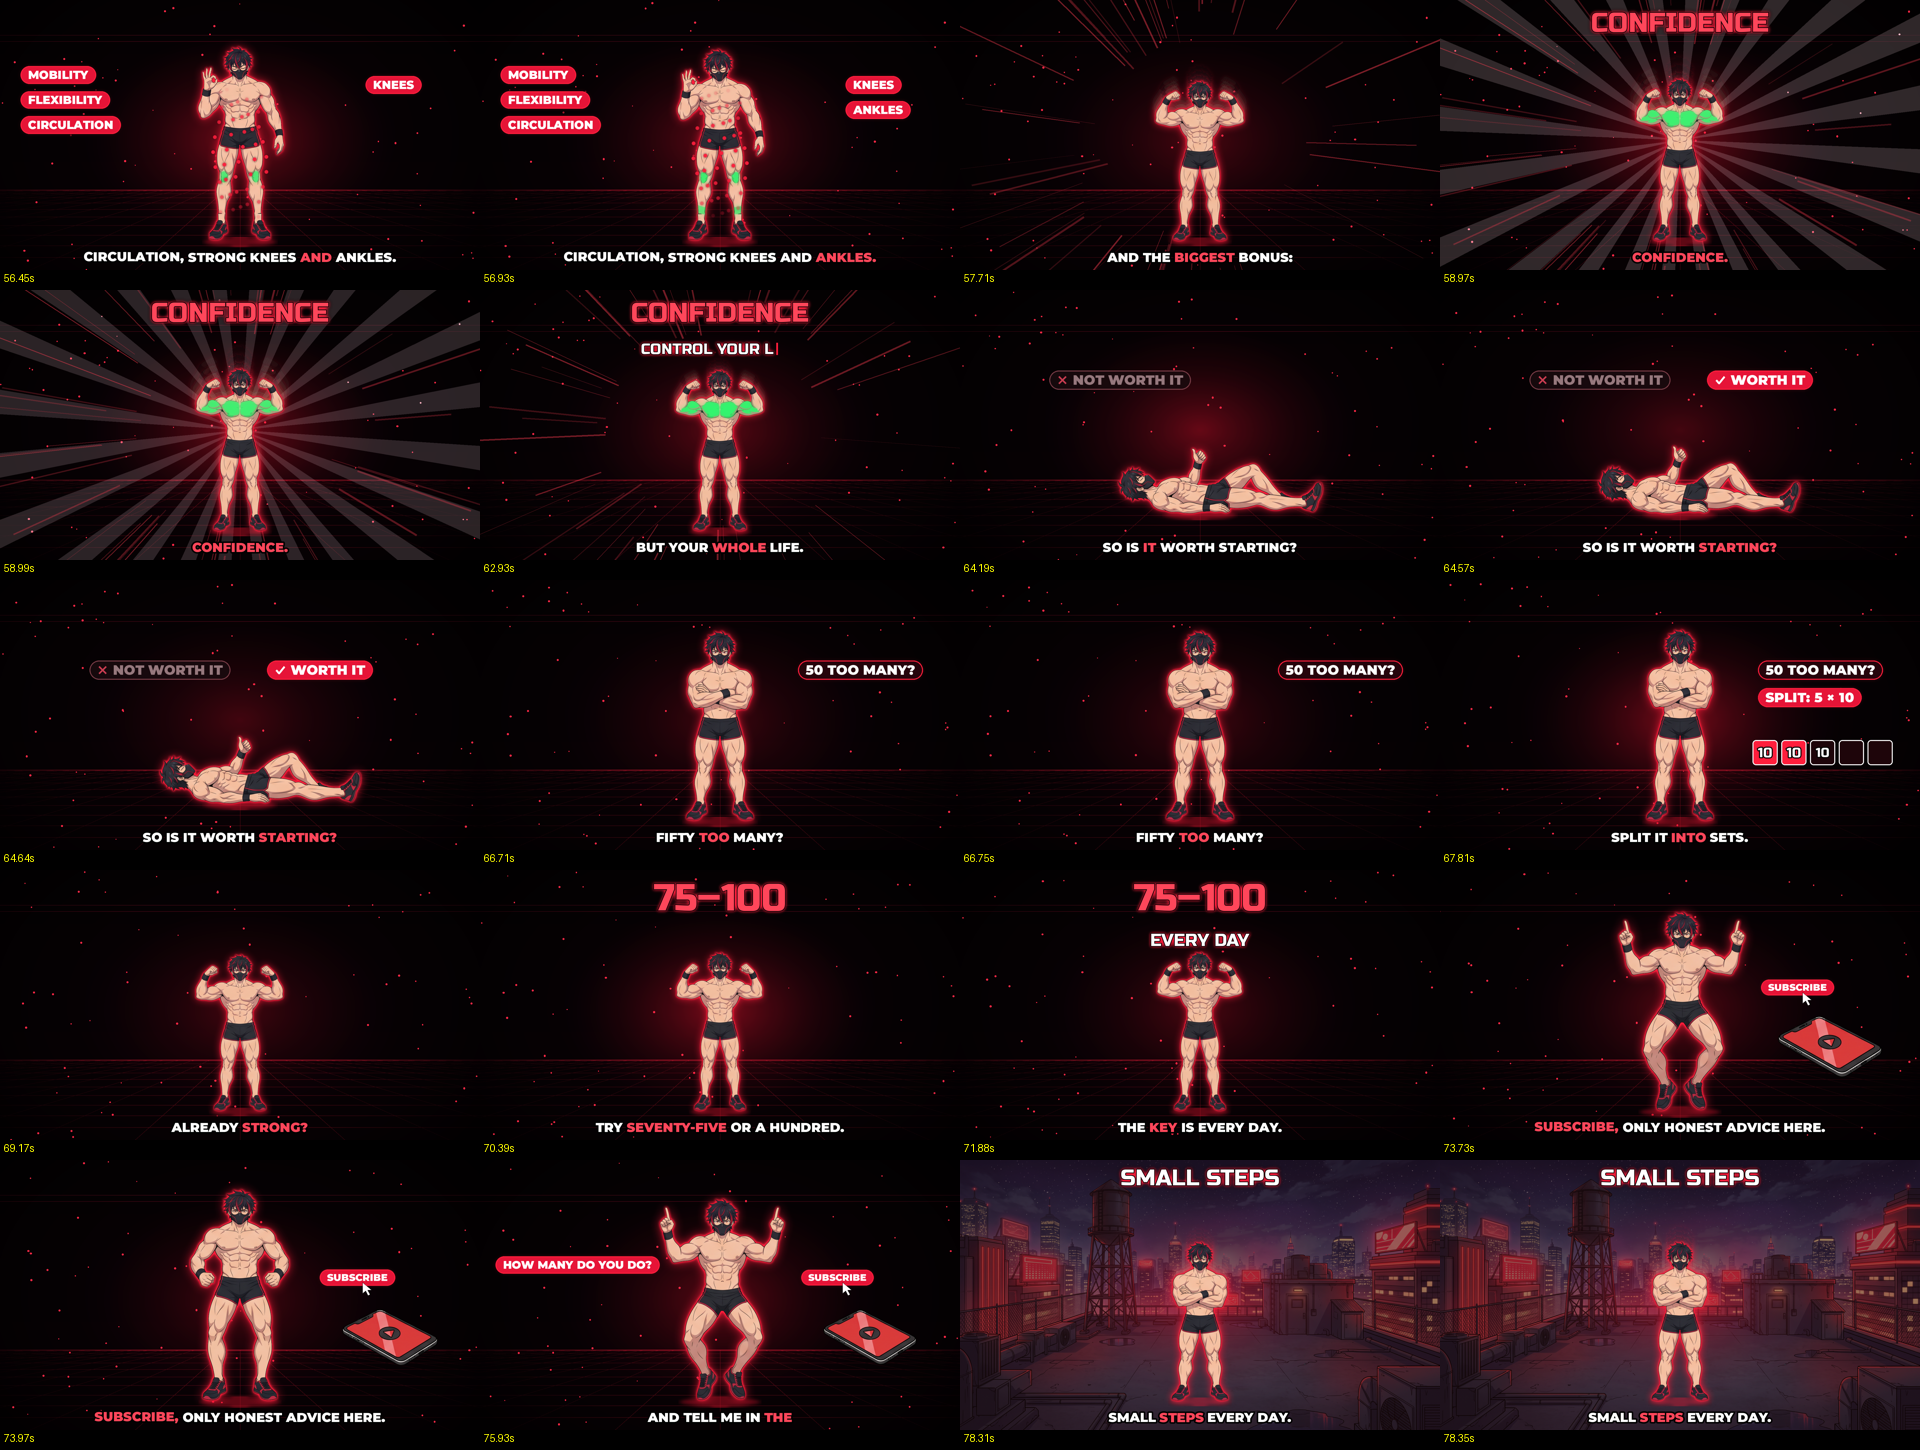 MOBILITY
FLEXIBILITY
CIRCULATION
KNEES
CIRCULATION, STRONG KNEES AND ANKLES.
56.45s
MOBILITY
FLEXIBILITY
CIRCULATION
KNEES
ANKLES
CIRCULATION, STRONG KNEES AND ANKLES.
56.93s
AND THE BIGGEST BONUS:
57.71s
CONFIDENCE
CONFIDENCE.
58.97s
CONFIDENCE
CONFIDENCE.
58.99s
CONFIDENCE
CONTROL YOUR L
BUT YOUR WHOLE LIFE.
62.93s
NOT WORTH IT
SO IS IT WORTH STARTING?
64.19s
NOT WORTH IT
WORTH IT
SO IS IT WORTH STARTING?
64.57s
NOT WORTH IT
WORTH IT
SO IS IT WORTH STARTING?
64.64s
50 TOO MANY?
FIFTY TOO MANY?
66.71s
50 TOO MANY?
FIFTY TOO MANY?
66.75s
50 TOO MANY?
SPLIT: 5 × 10
10 10 10
SPLIT IT INTO SETS.
67.81s
ALREADY STRONG?
69.17s
75–100
TRY SEVENTY-FIVE OR A HUNDRED.
70.39s
75–100
EVERY DAY
THE KEY IS EVERY DAY.
71.88s
SUBSCRIBE
SUBSCRIBE, ONLY HONEST ADVICE HERE.
73.73s
SUBSCRIBE
SUBSCRIBE, ONLY HONEST ADVICE HERE.
73.97s
HOW MANY DO YOU DO?
SUBSCRIBE
AND TELL ME IN THE
75.93s
SMALL STEPS
SMALL STEPS EVERY DAY.
78.31s
SMALL STEPS
SMALL STEPS EVERY DAY.
78.35s